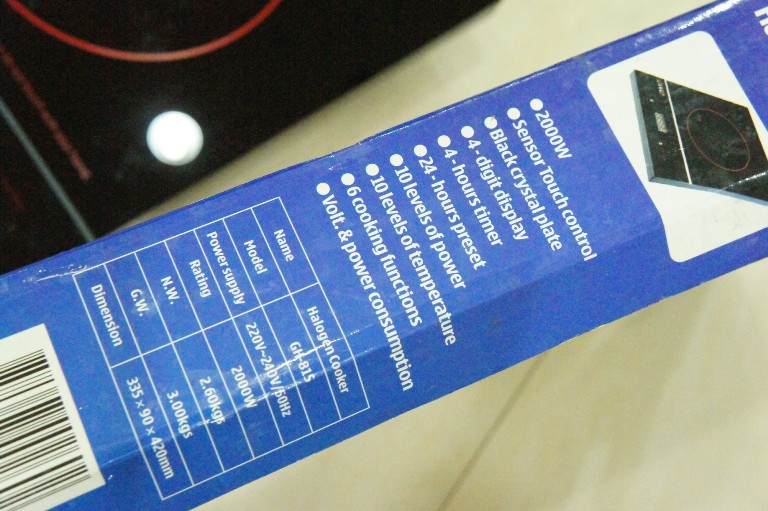 2000W
Sensor Touch control
Black crystal plate
4 - digit display
4 - hours timer
24 - hours preset
10 levels of power
10 levels of temperature
6 cooking functions
Volt. & power consumption
Name Halogen Cooker
Model GH-B15
Power supply 220V~240V/50Hz
Rating 2000W
N.W. 2.60kgs
G.W. 3.00kgs
Dimension 335 x 90 x 420mm